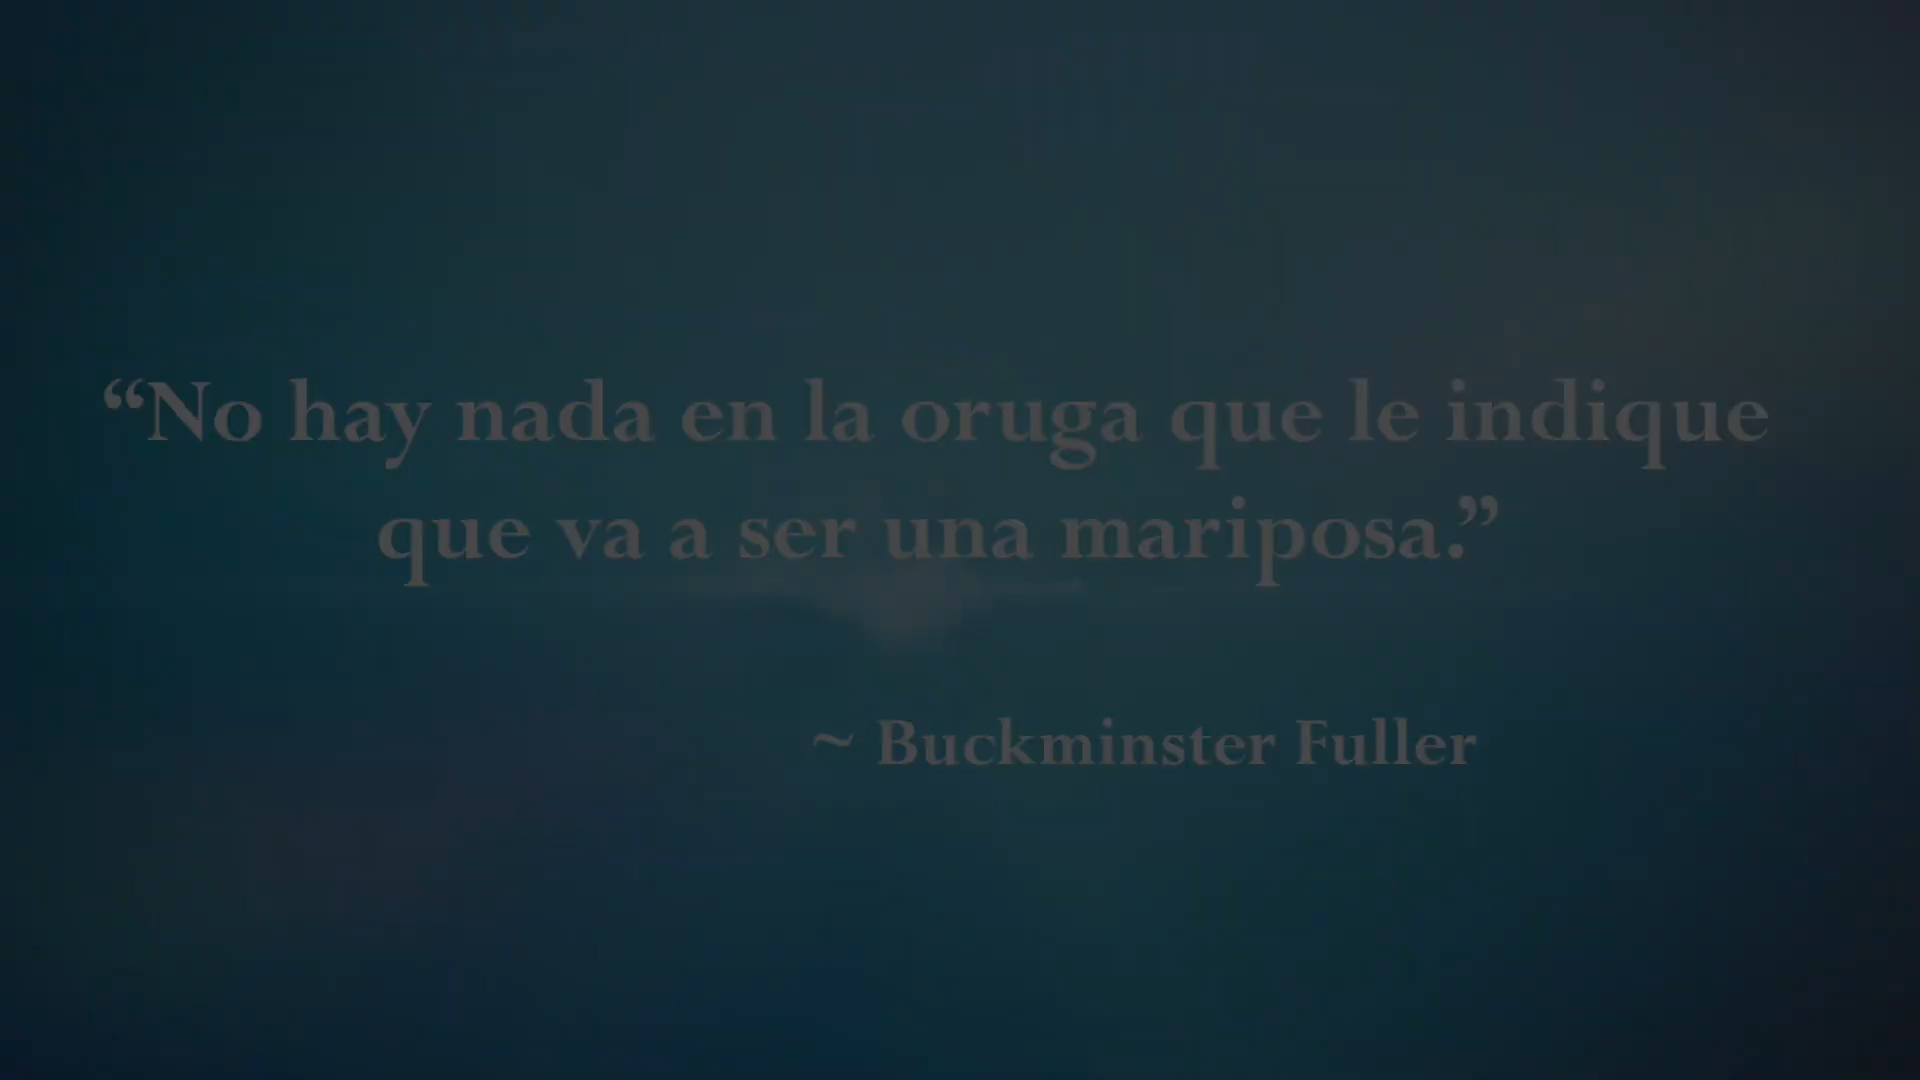 “No hay nada en la oruga que le indique
que va a ser una mariposa.”
~ Buckminster Fuller